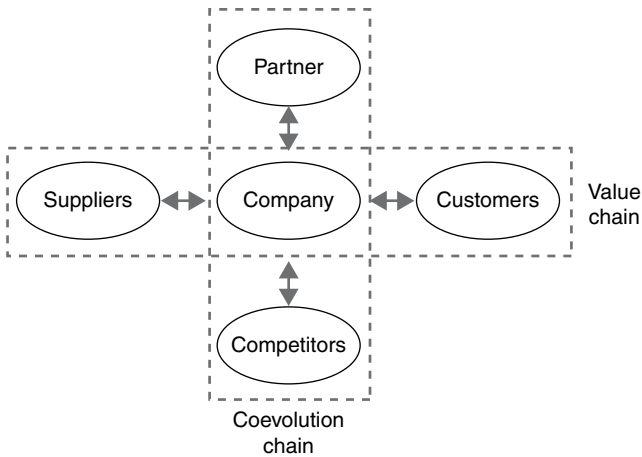 Partner
Suppliers
Company
Customers
Value
chain
Competitors
Coevolution
chain